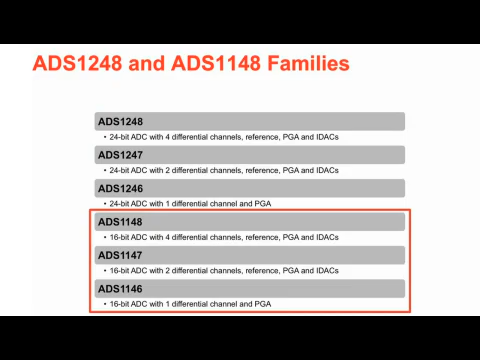 ADS1248 and ADS1148 Families
ADS1248
• 24-bit ADC with 4 differential channels, reference, PGA and IDACs
ADS1247
• 24-bit ADC with 2 differential channels, reference, PGA and IDACs
ADS1246
• 24-bit ADC with 1 differential channel and PGA
ADS1148
• 16-bit ADC with 4 differential channels, reference, PGA and IDACs
ADS1147
• 16-bit ADC with 2 differential channels, reference, PGA and IDACs
ADS1146
• 16-bit ADC with 1 differential channel and PGA